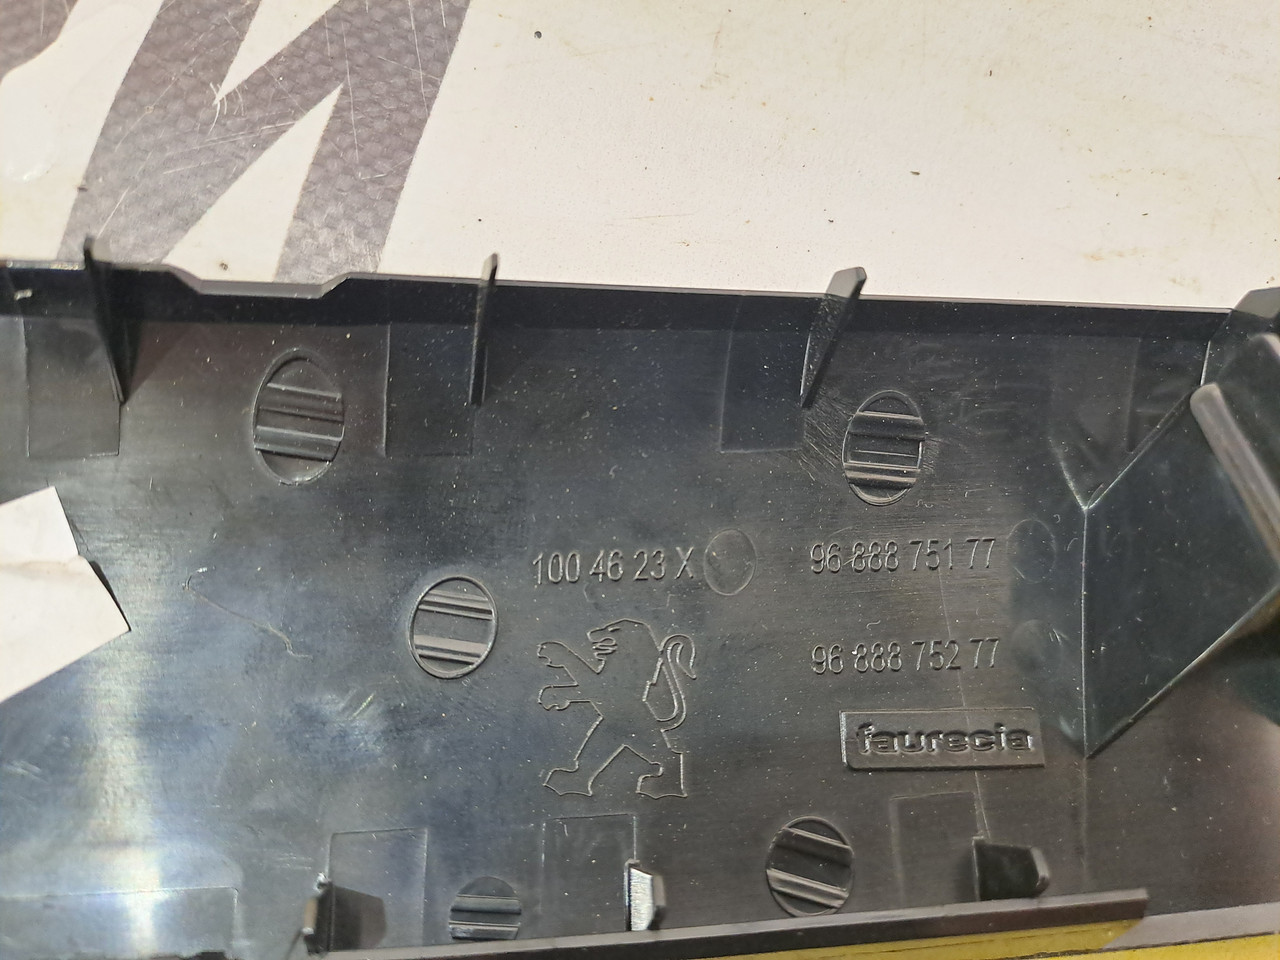 100 46 23 X
96 888 751 77
96 888 752 77
faurecia